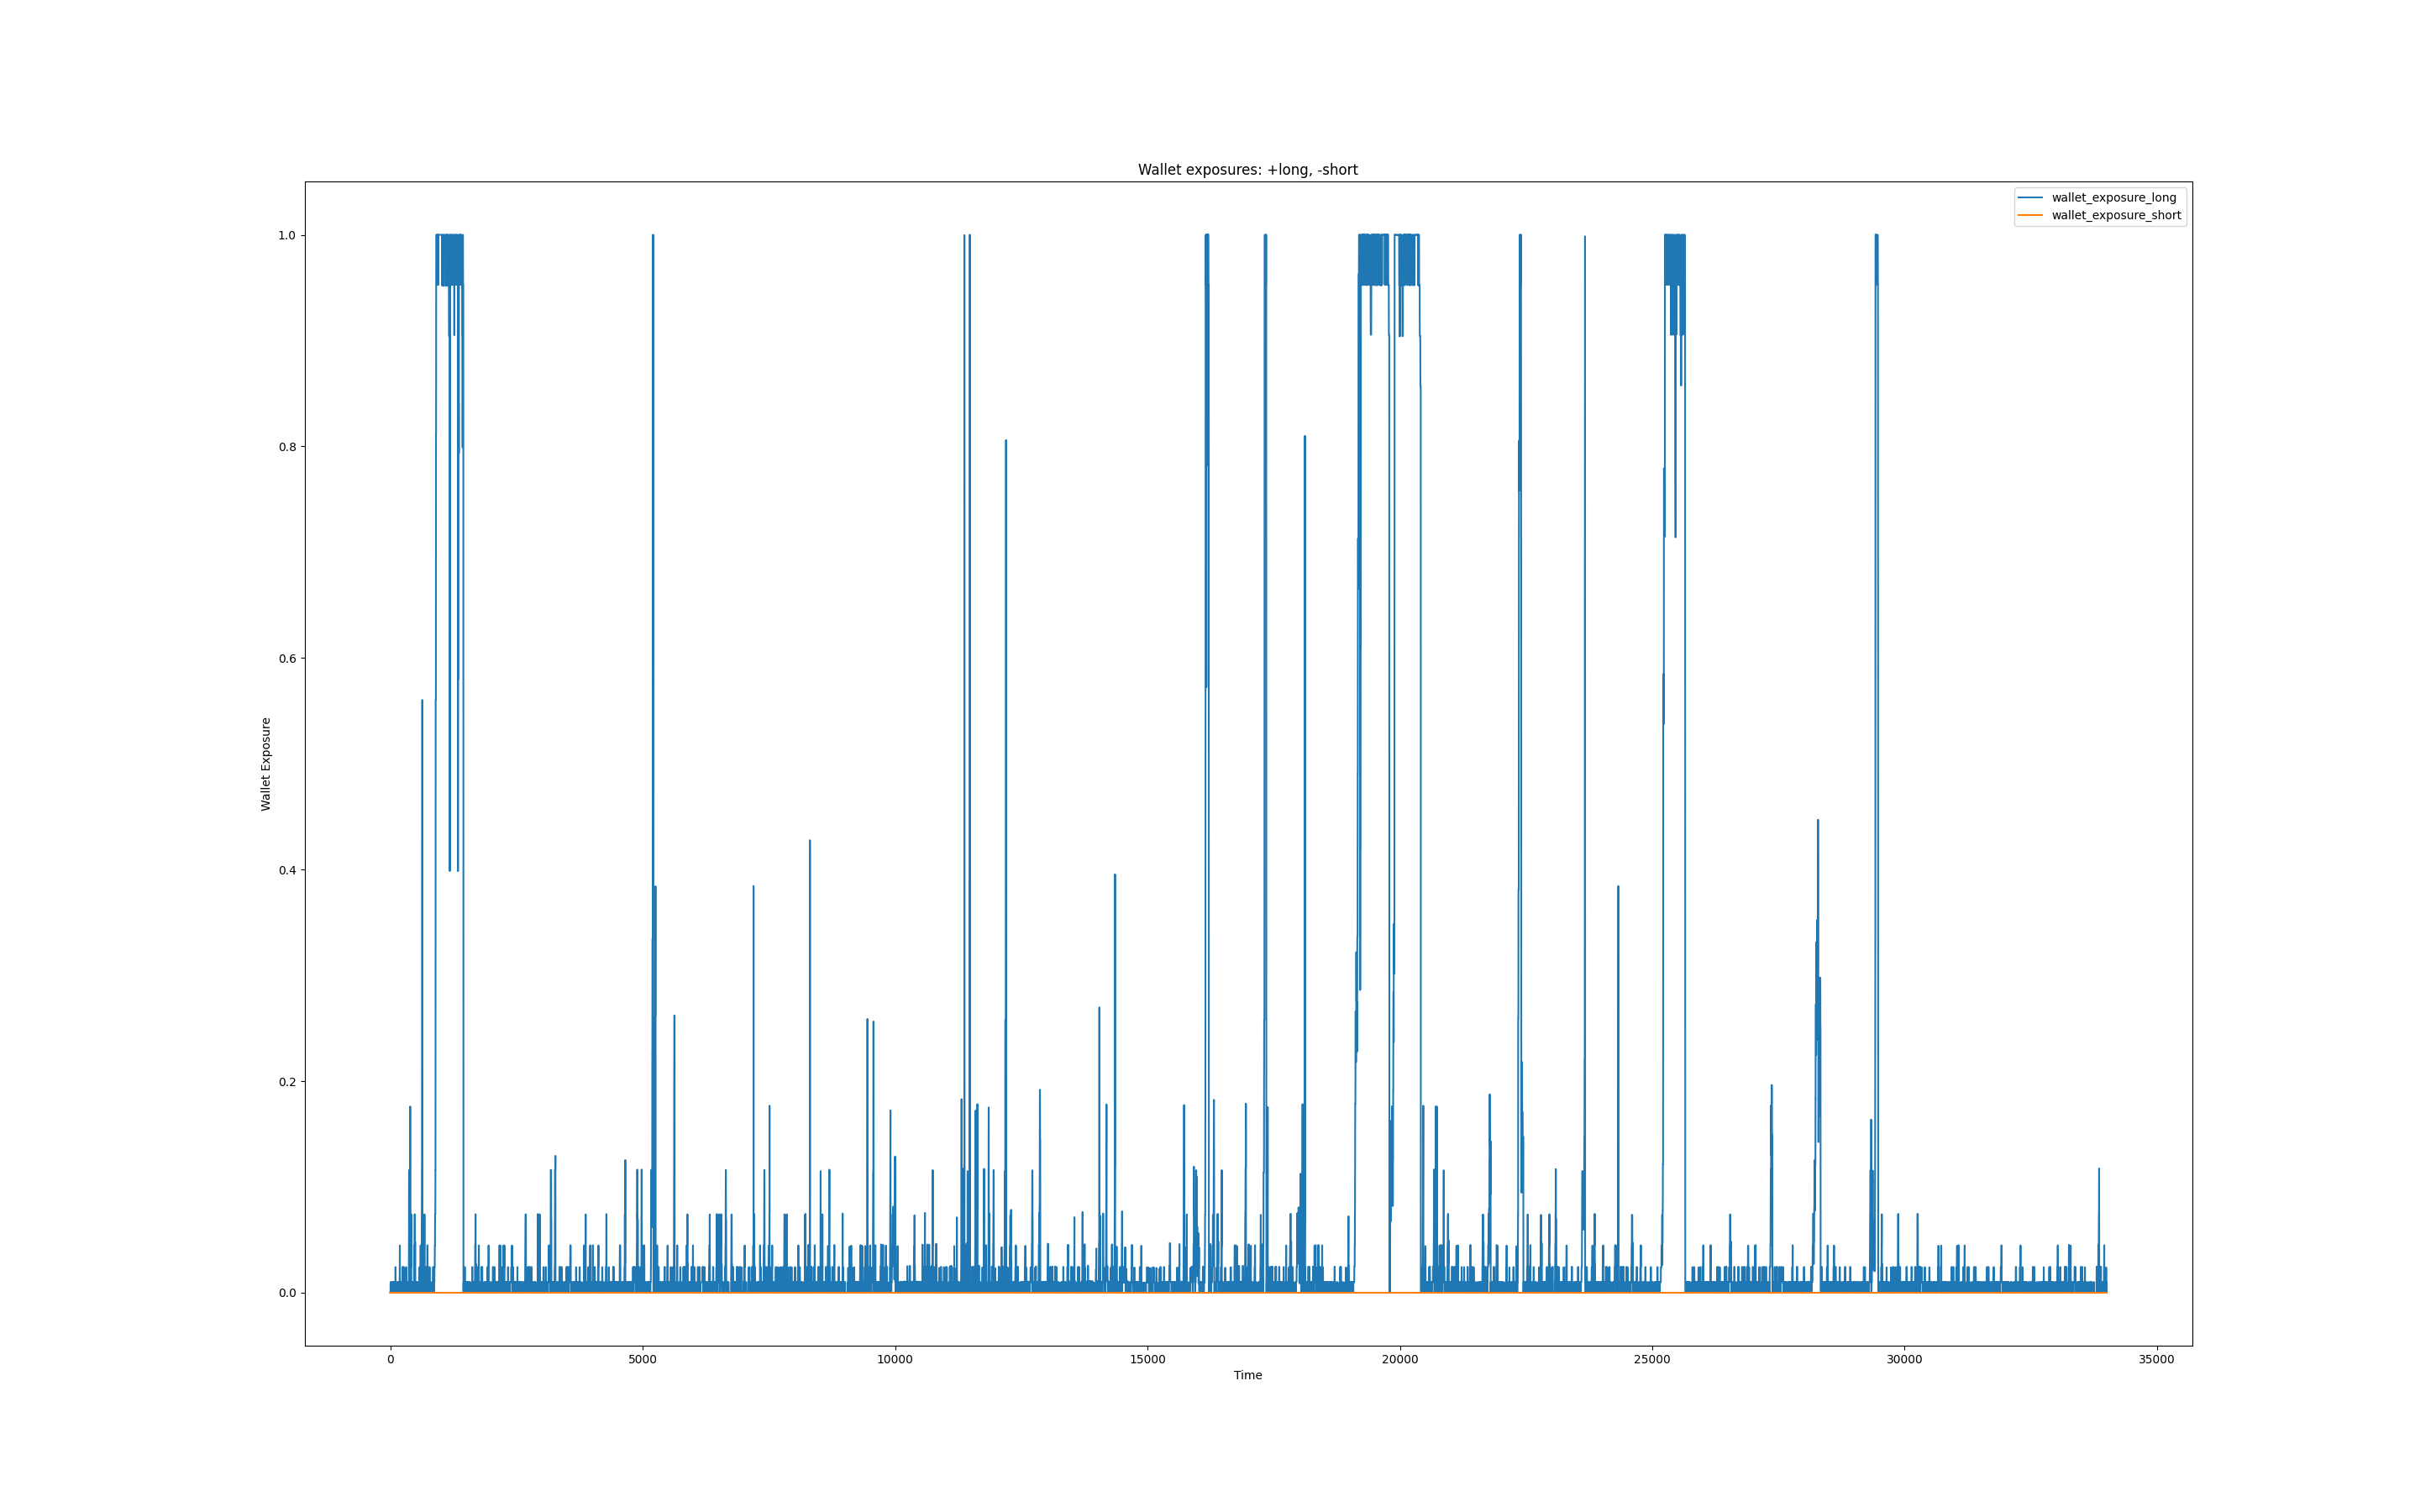 Wallet exposures: +long, -short
wallet_exposure_long
wallet_exposure_short
1.0
0.8
0.6
0.4
0.2
0.0
Wallet Exposure
0 5000 10000 15000 20000 25000 30000 35000
Time